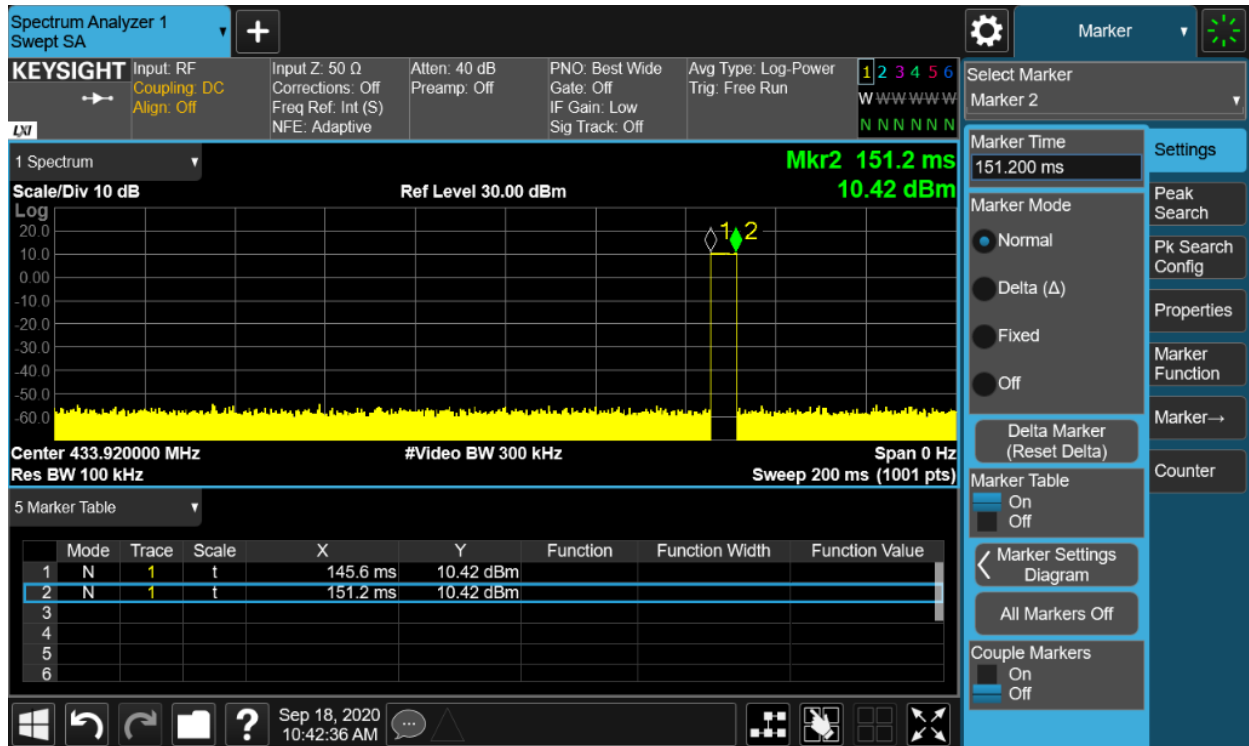 Spectrum Analyzer 1
Swept SA
+
Marker
KEYSIGHT
LXI
Input: RF
Coupling: DC
Align: Off
Input Z: 50 Ω
Corrections: Off
Freq Ref: Int (S)
NFE: Adaptive
Atten: 40 dB
Preamp: Off
PNO: Best Wide
Gate: Off
IF Gain: Low
Sig Track: Off
Avg Type: Log-Power
Trig: Free Run
1 2 3 4 5 6
W W W W W W
N N N N N N
Select Marker
Marker 2
1 Spectrum
Mkr2 151.2 ms
10.42 dBm
Scale/Div 10 dB
Ref Level 30.00 dBm
Log
20.0
10.0
0.00
-10.0
-20.0
-30.0
-40.0
-50.0
-60.0
1 2
Center 433.920000 MHz
#Video BW 300 kHz
Span 0 Hz
Res BW 100 kHz
Sweep 200 ms (1001 pts)
5 Marker Table
Mode Trace Scale X Y Function Function Width Function Value
1 N 1 t 145.6 ms 10.42 dBm
2 N 1 t 151.2 ms 10.42 dBm
3
4
5
6
Marker Time
151.200 ms
Marker Mode
Normal
Delta (Δ)
Fixed
Off
Delta Marker
(Reset Delta)
Marker Table
On
Off
Marker Settings
Diagram
All Markers Off
Couple Markers
On
Off
Settings
Peak
Search
Pk Search
Config
Properties
Marker
Function
Marker→
Counter
?
Sep 18, 2020
10:42:36 AM